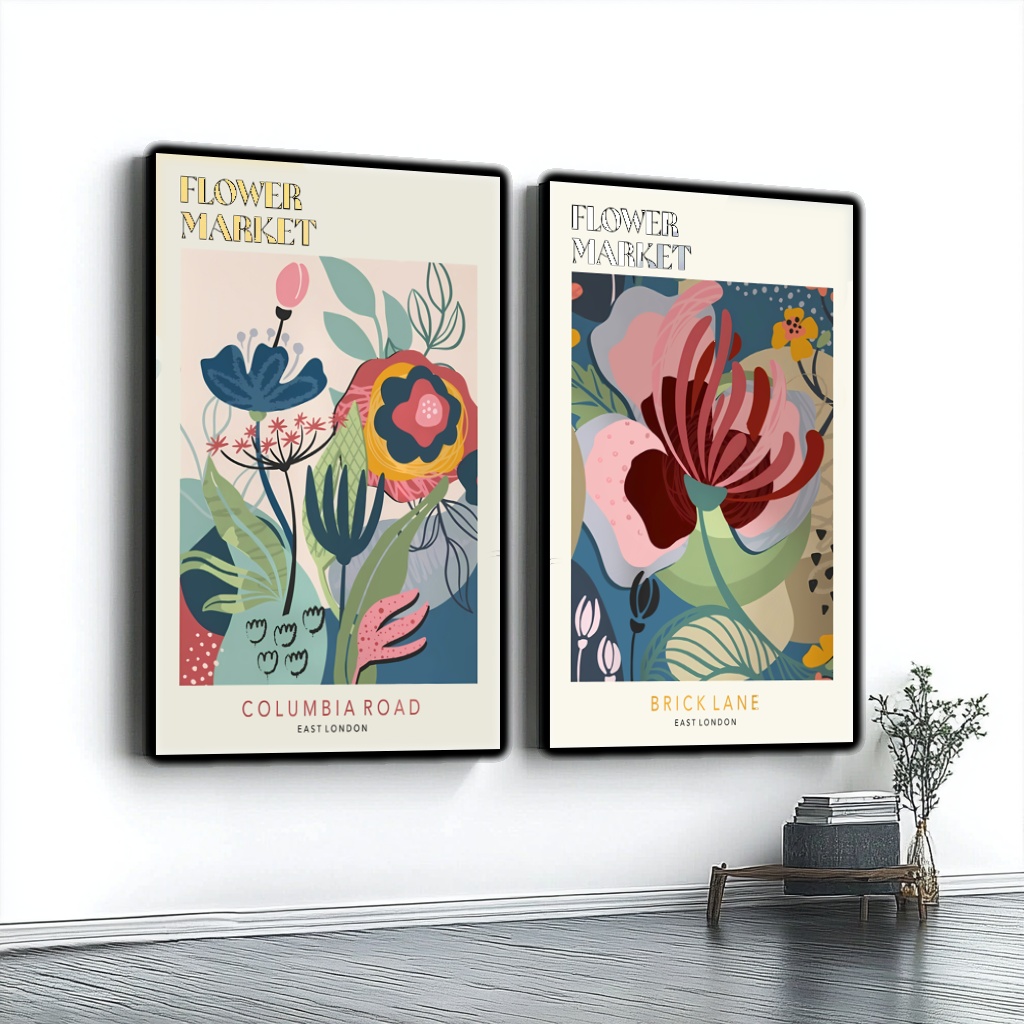 FLOWER
MARKET
COLUMBIA ROAD
EAST LONDON
FLOWER
MARKET
BRICK LANE
EAST LONDON